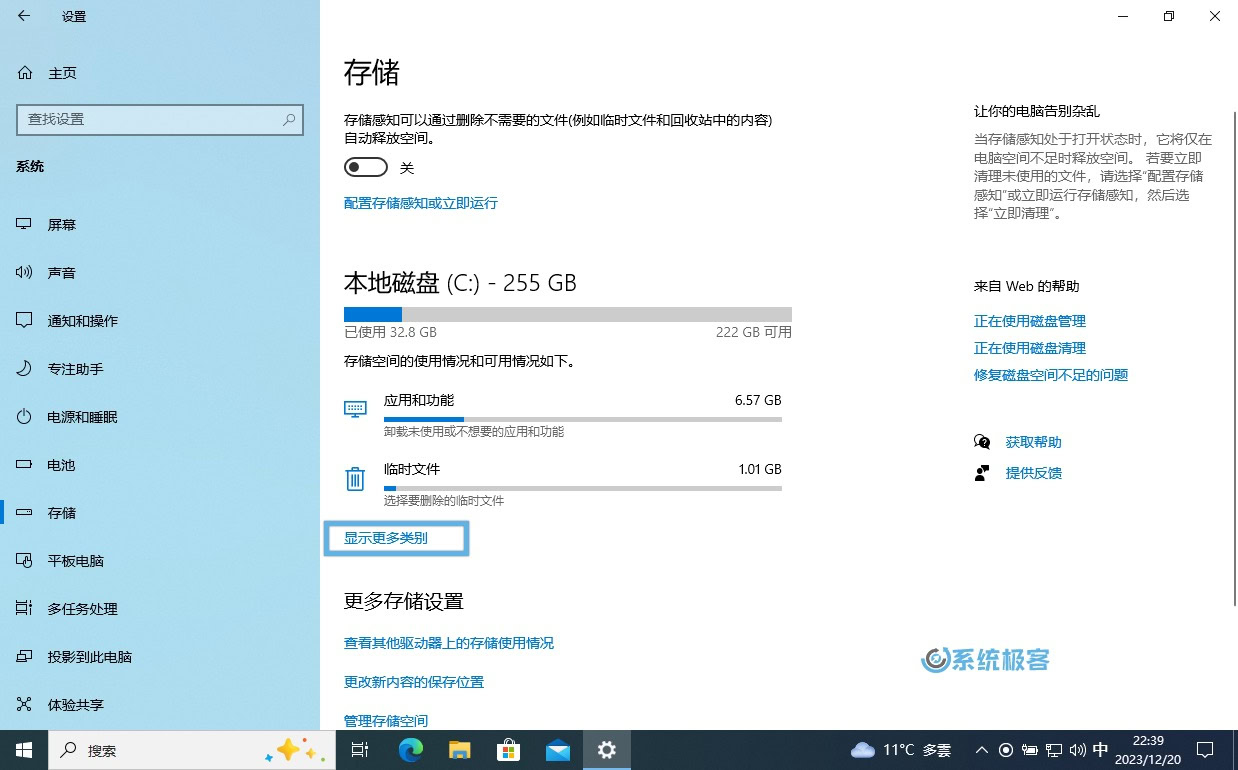 设置
主页
查找设置
系统
屏幕
声音
通知和操作
专注助手
电源和睡眠
电池
存储
平板电脑
多任务处理
投影到此电脑
体验共享
存储
存储感知可以通过删除不需要的文件(例如临时文件和回收站中的内容)
自动释放空间。
关
配置存储感知或立即运行
本地磁盘 (C:) - 255 GB
已使用 32.8 GB
222 GB 可用
存储空间的使用情况和可用情况如下。
应用和功能
6.57 GB
卸载未使用或不想要的应用和功能
临时文件
1.01 GB
选择要删除的临时文件
显示更多类别
更多存储设置
查看其他驱动器上的存储使用情况
更改新内容的保存位置
管理存储空间
让你的电脑告别杂乱
当存储感知处于打开状态时，它将仅在
电脑空间不足时释放空间。 若要立即
清理未使用的文件，请选择"配置存储
感知"或立即运行存储感知，然后选
择"立即清理"。
来自 Web 的帮助
正在使用磁盘管理
正在使用磁盘清理
修复磁盘空间不足的问题
获取帮助
提供反馈
系统极客
搜索
11°C 多云
中
22:39
2023/12/20